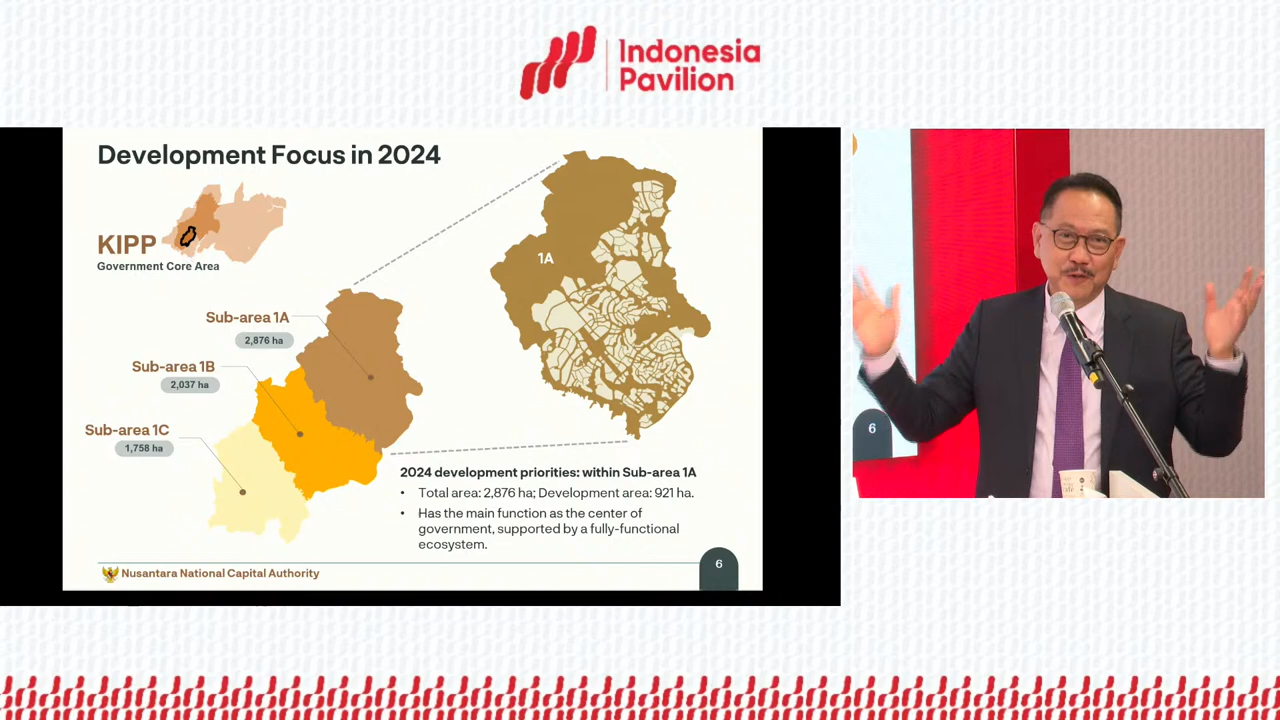 Indonesia
Pavilion
Development Focus in 2024
KIPP
Government Core Area
1A
Sub-area 1A
2,876 ha
Sub-area 1B
2,037 ha
Sub-area 1C
1,758 ha
2024 development priorities: within Sub-area 1A
• Total area: 2,876 ha; Development area: 921 ha.
• Has the main function as the center of
government, supported by a fully-functional
ecosystem.
Nusantara National Capital Authority
6
6